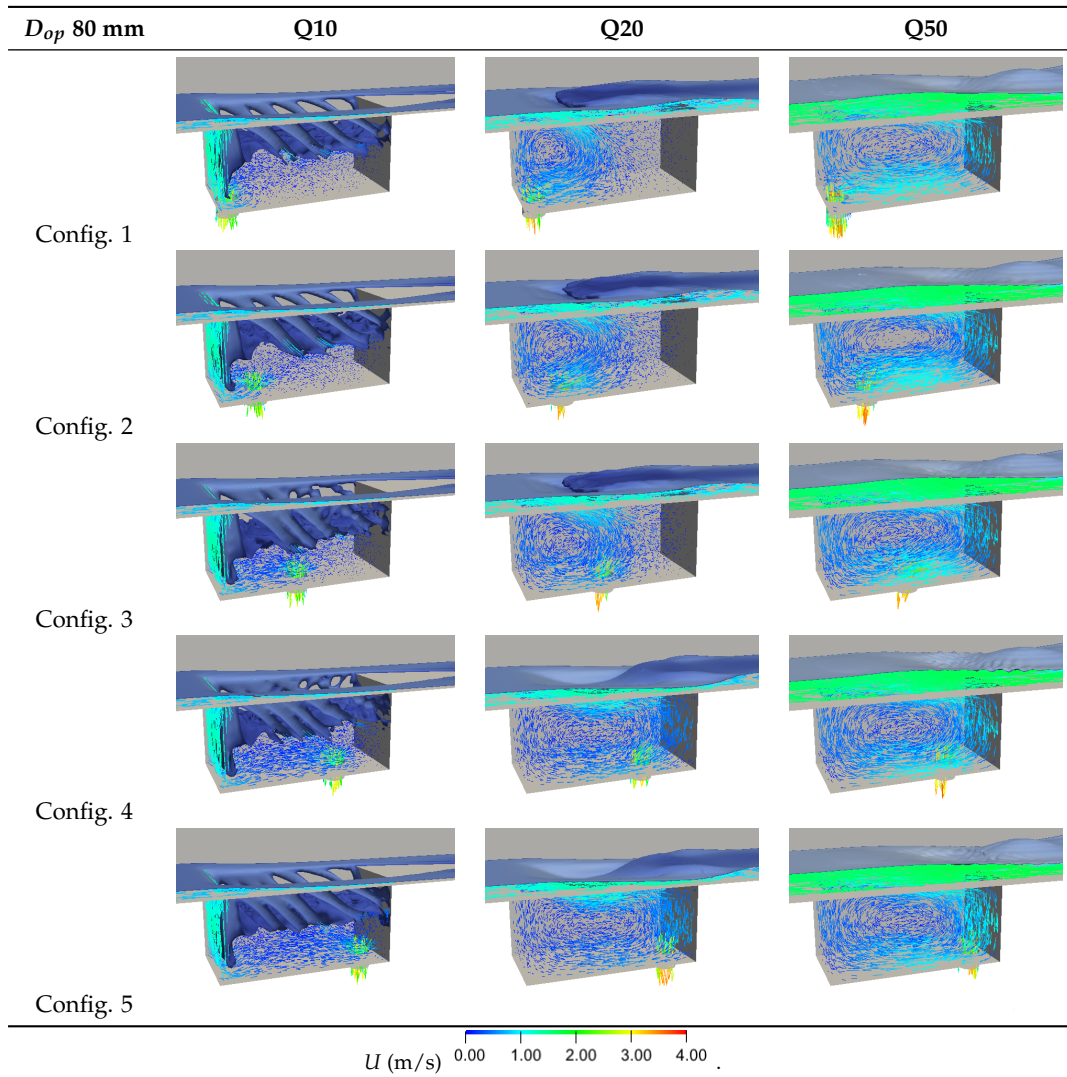 D_op 80 mm Q10 Q20 Q50
Config. 1
Config. 2
Config. 3
Config. 4
Config. 5
U (m/s) 0.00 1.00 2.00 3.00 4.00 .